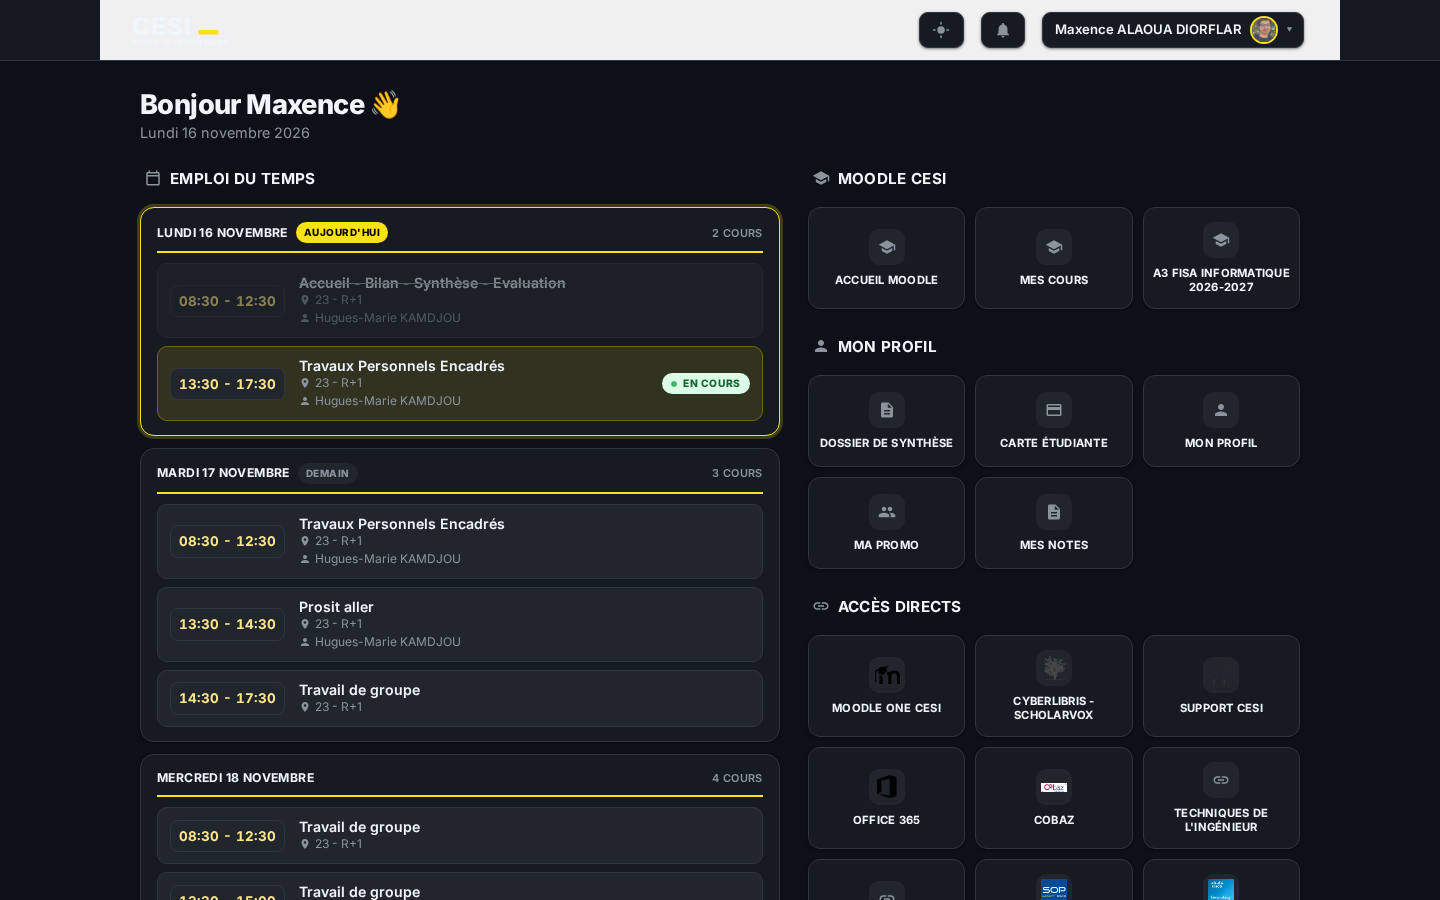 CESI
Maxence ALAOUA DIORFLAR
Bonjour Maxence 👋
Lundi 16 novembre 2026
EMPLOI DU TEMPS
LUNDI 16 NOVEMBRE AUJOURD'HUI 2 COURS
08:30 - 12:30
Accueil - Bilan - Synthèse - Evaluation
23 - R+1
Hugues-Marie KAMDJOU
13:30 - 17:30
Travaux Personnels Encadrés
23 - R+1
Hugues-Marie KAMDJOU
EN COURS
MARDI 17 NOVEMBRE DEMAIN 3 COURS
08:30 - 12:30
Travaux Personnels Encadrés
23 - R+1
Hugues-Marie KAMDJOU
13:30 - 14:30
Prosit aller
23 - R+1
Hugues-Marie KAMDJOU
14:30 - 17:30
Travail de groupe
23 - R+1
MERCREDI 18 NOVEMBRE 4 COURS
08:30 - 12:30
Travail de groupe
23 - R+1
Travail de groupe
MOODLE CESI
ACCUEIL MOODLE
MES COURS
A3 FISA INFORMATIQUE
2026-2027
MON PROFIL
DOSSIER DE SYNTHÈSE
CARTE ÉTUDIANTE
MON PROFIL
MA PROMO
MES NOTES
ACCÈS DIRECTS
MOODLE ONE CESI
CYBERLIBRIS -
SCHOLARVOX
SUPPORT CESI
OFFICE 365
COBAZ
TECHNIQUES DE
L'INGÉNIEUR
SOP